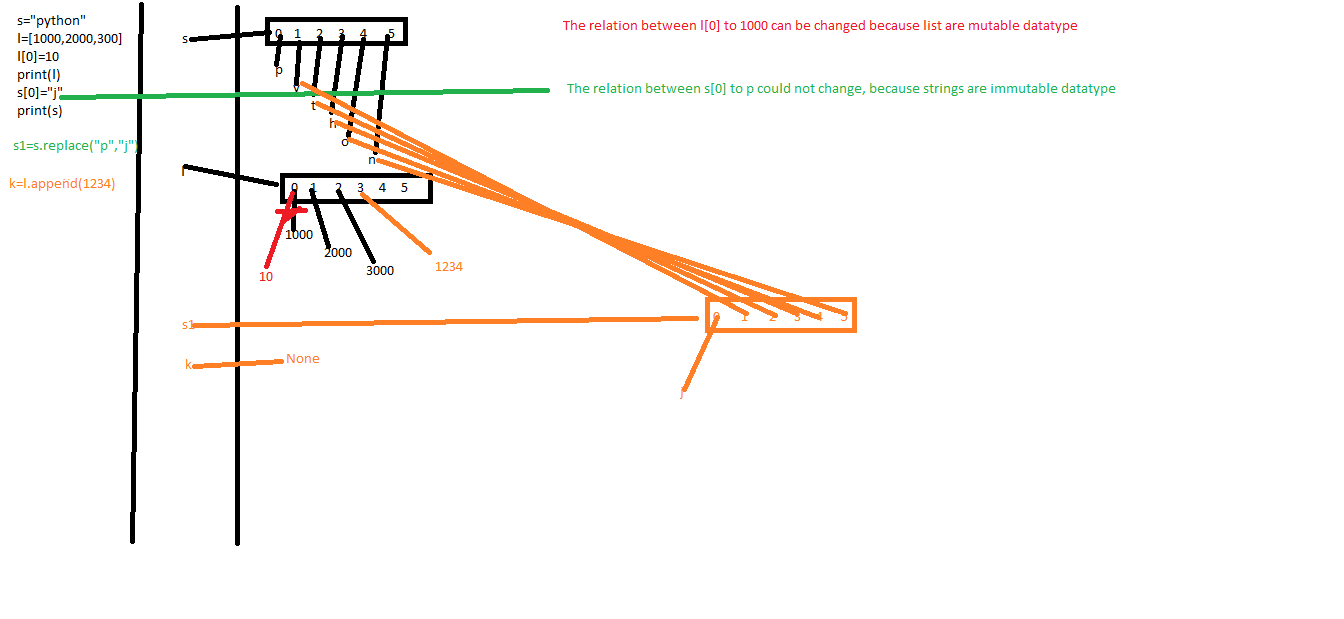 s="python"
l=[1000,2000,300]
l[0]=10
print(l)
s[0]="j"
print(s)
s1=s.replace("p","j")
k=l.append(1234)
s
0 1 2 3 4 5
p
y
t
h
o
n
The relation between l[0] to 1000 can be changed because list are mutable datatype
The relation between s[0] to p could not change, because strings are immutable datatype
l
0 1 2 3 4 5
1000
2000
3000
1234
10
s1
0 1 2 3 4 5
j
k
None